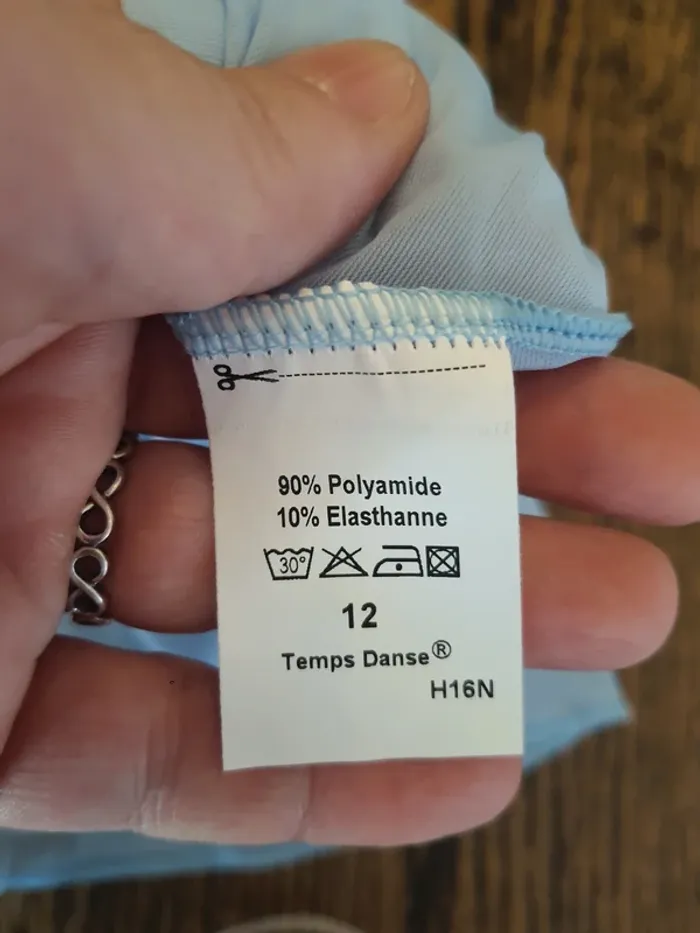 90% Polyamide
10% Elasthanne
30°
12
Temps Danse®
H16N